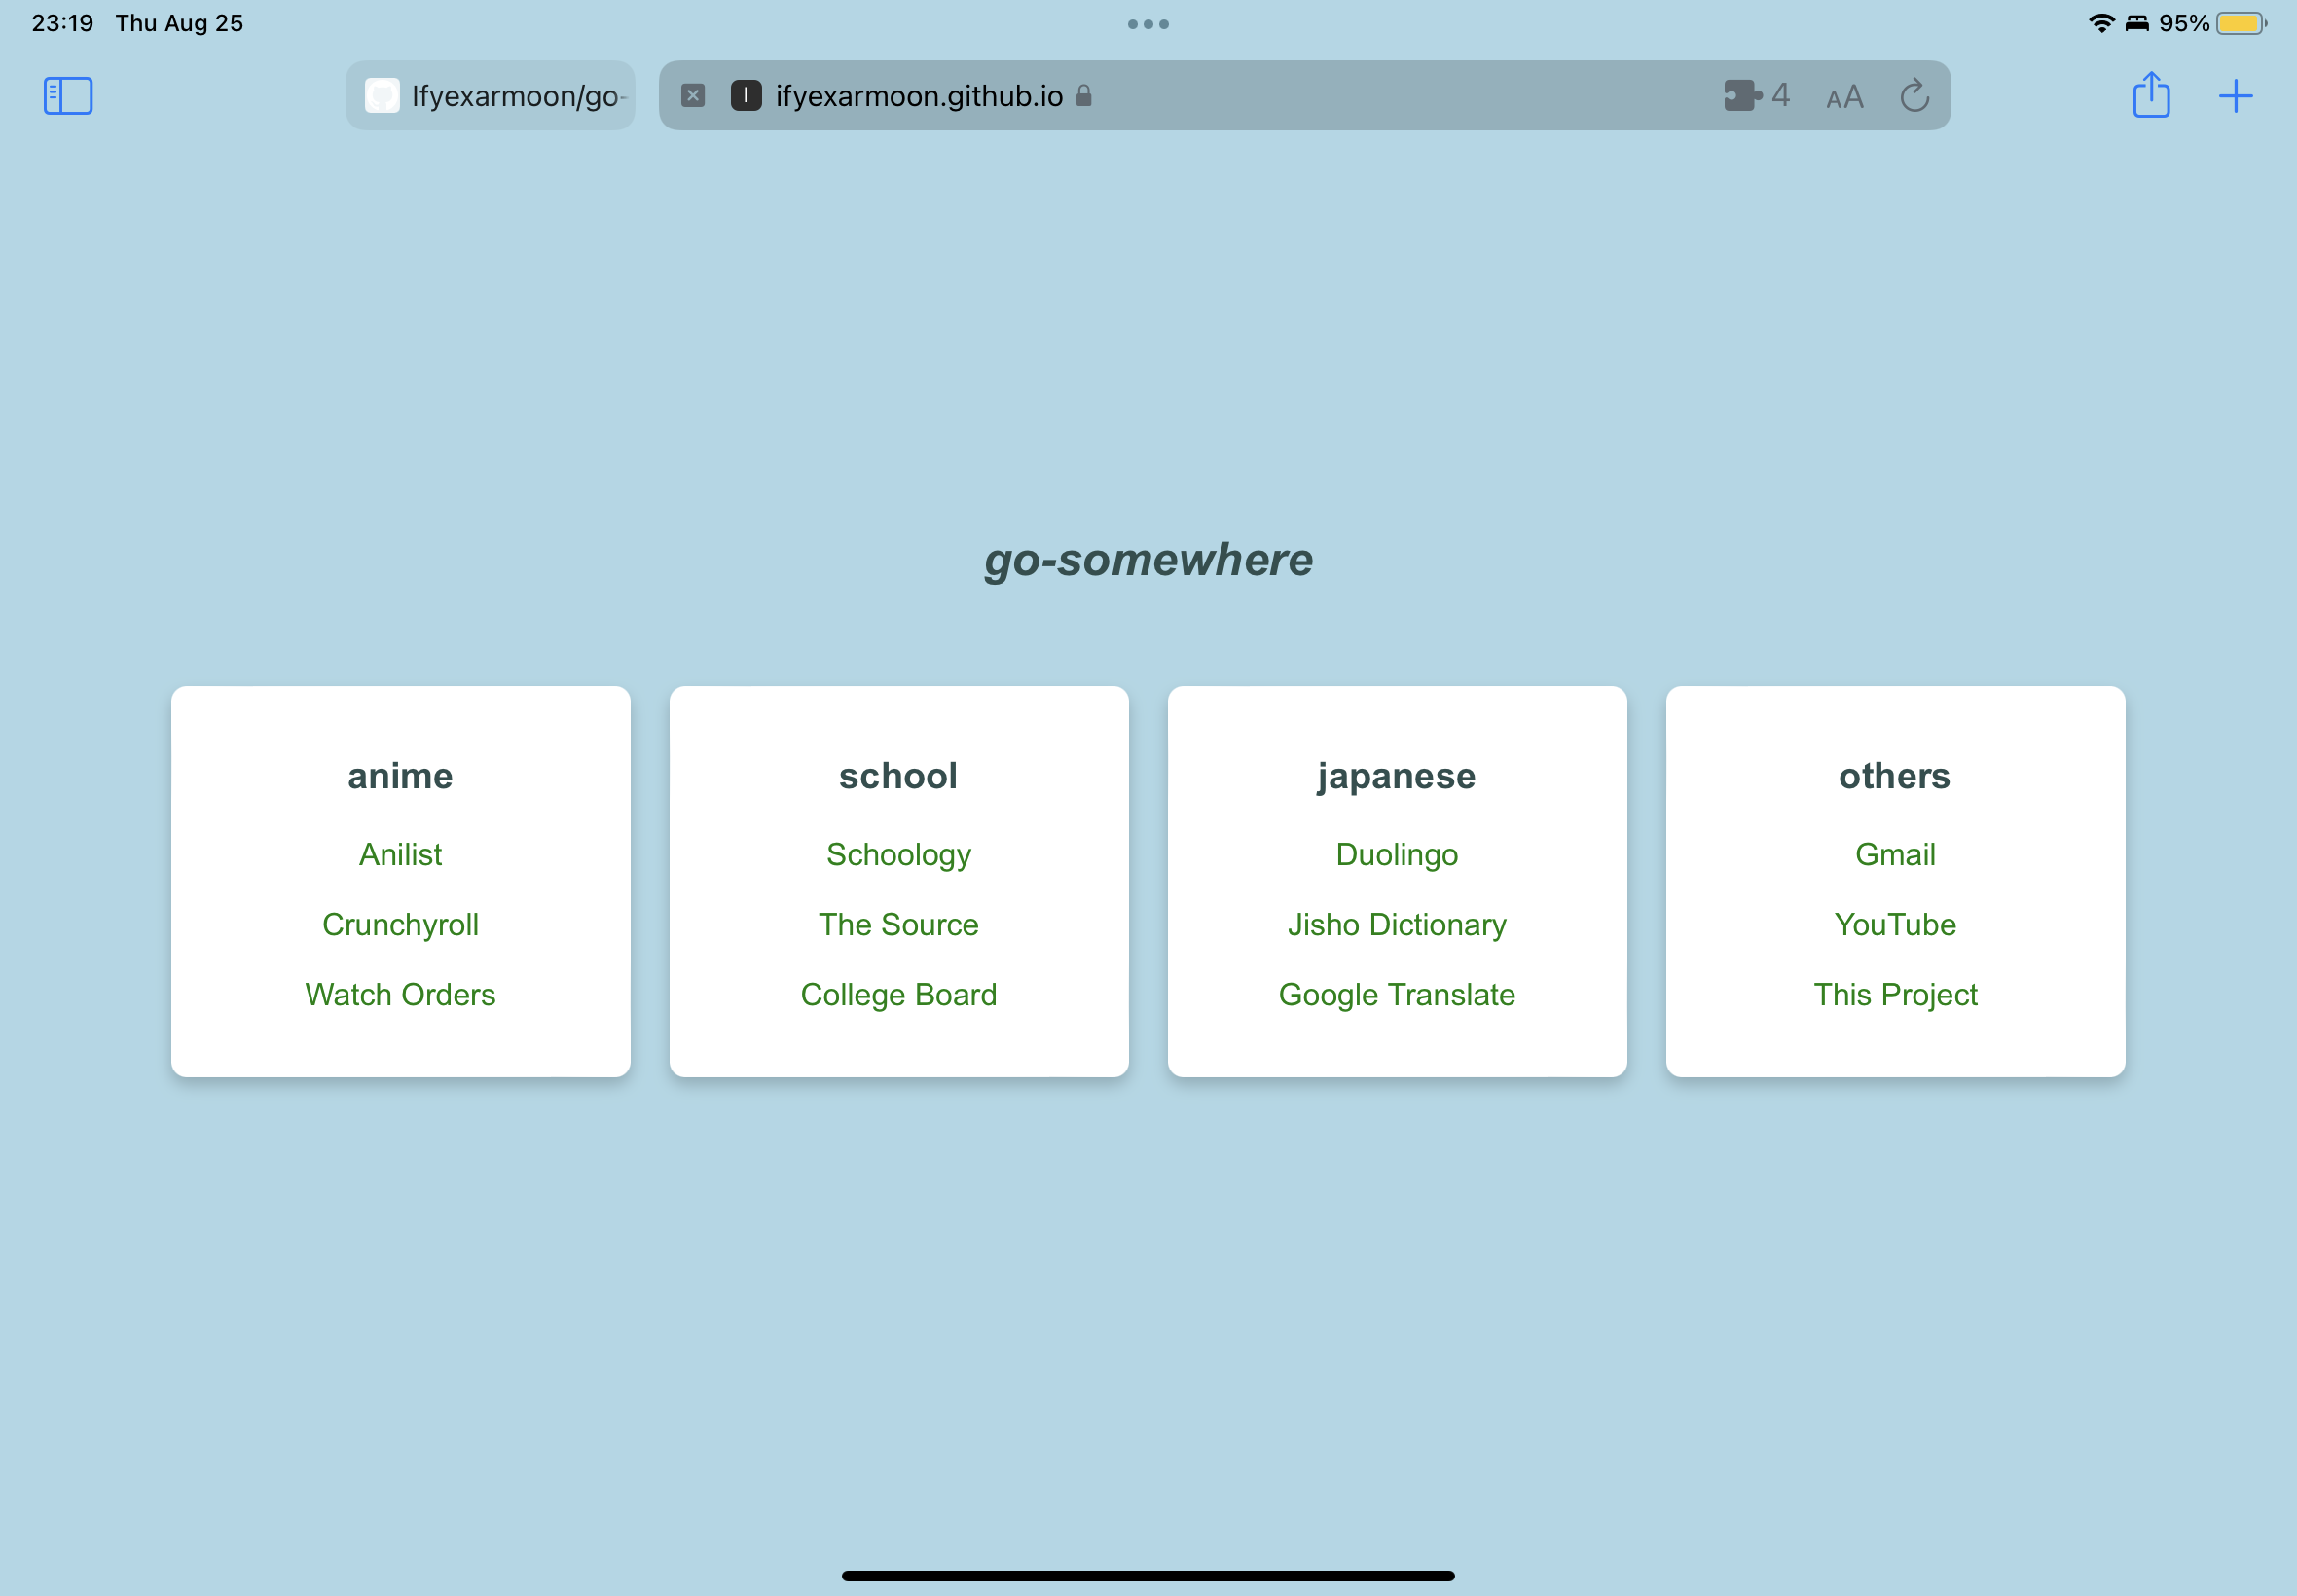 23:19 Thu Aug 25
95%
Ifyexarmoon/go-
I ifyexarmoon.github.io
4
AA
go-somewhere
anime
Anilist
Crunchyroll
Watch Orders
school
Schoology
The Source
College Board
japanese
Duolingo
Jisho Dictionary
Google Translate
others
Gmail
YouTube
This Project